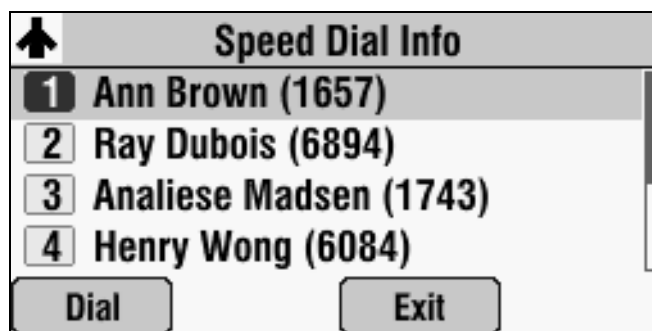 Speed Dial Info
1 Ann Brown (1657)
2 Ray Dubois (6894)
3 Analiese Madsen (1743)
4 Henry Wong (6084)
Dial Exit